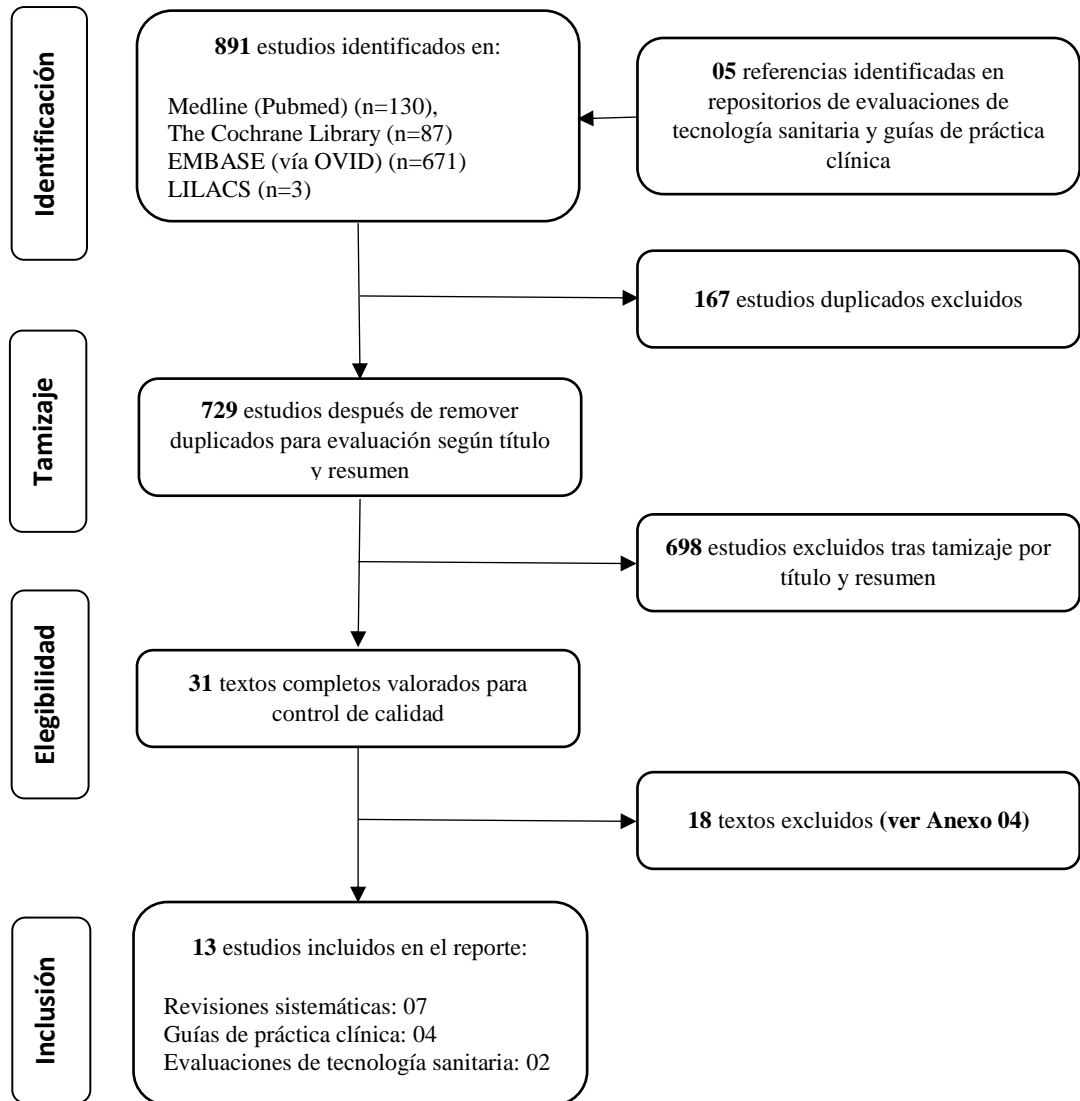 Identificación
891 estudios identificados en:
Medline (Pubmed) (n=130),
The Cochrane Library (n=87)
EMBASE (vía OVID) (n=671)
LILACS (n=3)
05 referencias identificadas en
repositorios de evaluaciones de
tecnología sanitaria y guías de práctica
clínica
167 estudios duplicados excluidos
Tamizaje
729 estudios después de remover
duplicados para evaluación según título
y resumen
698 estudios excluidos tras tamizaje por
título y resumen
Elegibilidad
31 textos completos valorados para
control de calidad
18 textos excluidos (ver Anexo 04)
Inclusión
13 estudios incluidos en el reporte:
Revisiones sistemáticas: 07
Guías de práctica clínica: 04
Evaluaciones de tecnología sanitaria: 02